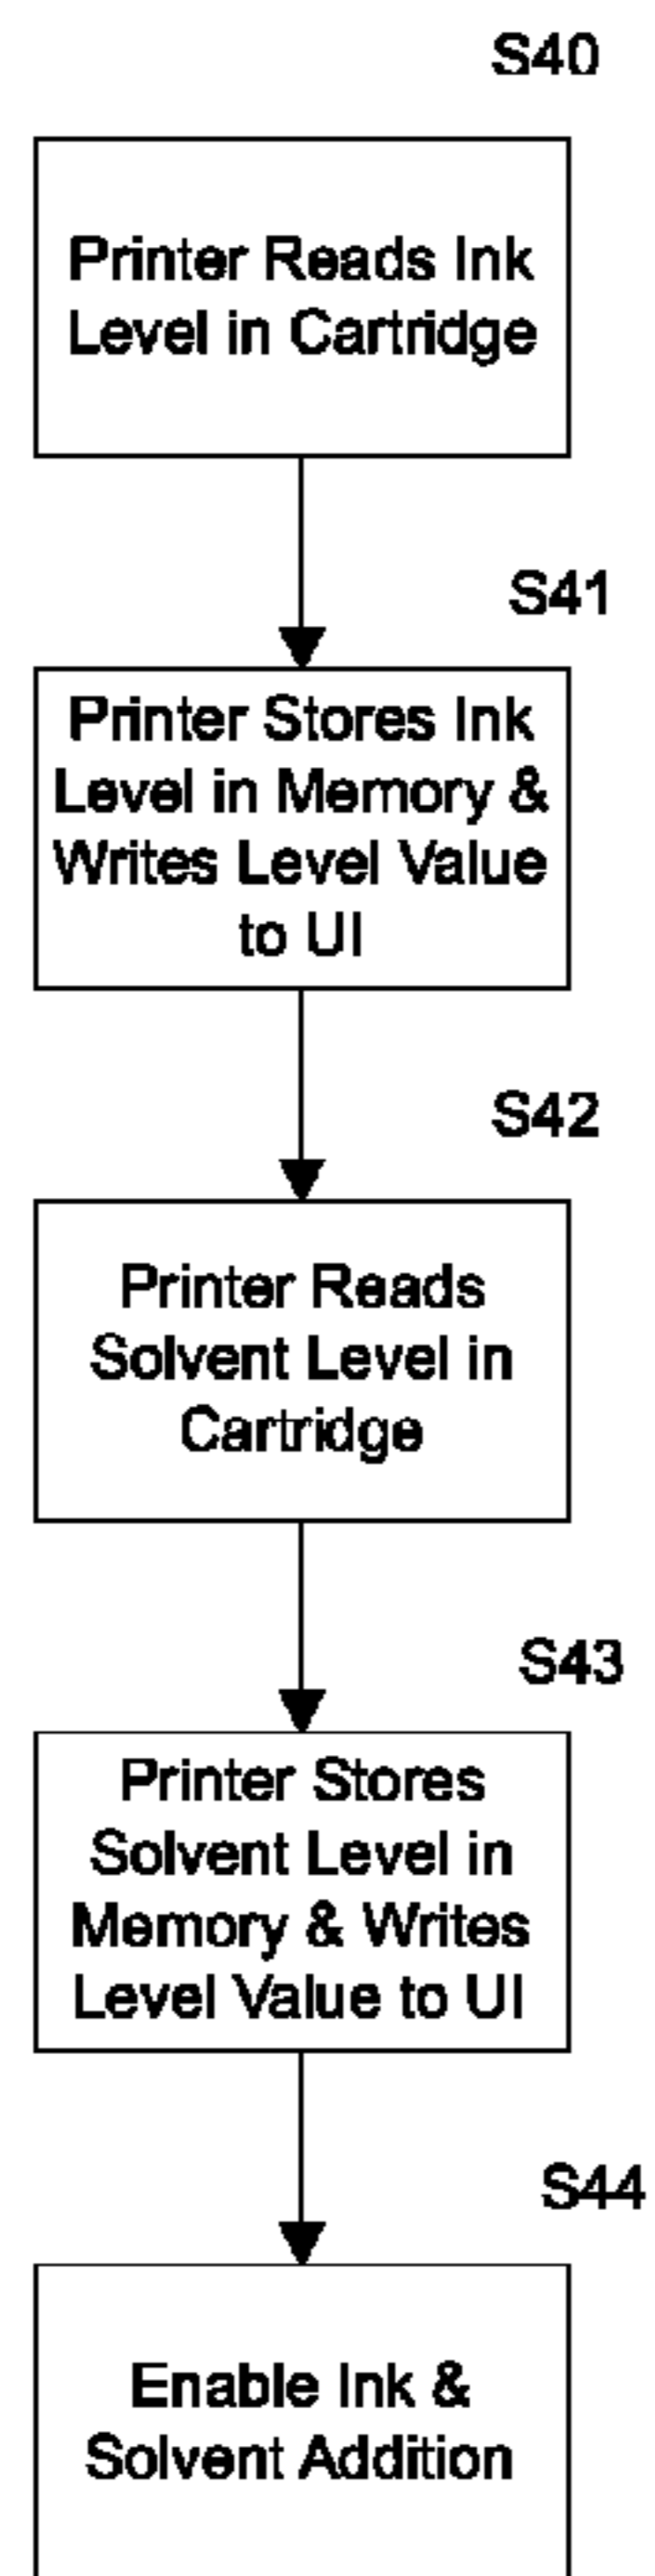 S40
Printer Reads Ink
Level in Cartridge
S41
Printer Stores Ink
Level in Memory &
Writes Level Value
to UI
S42
Printer Reads
Solvent Level in
Cartridge
S43
Printer Stores
Solvent Level in
Memory & Writes
Level Value to UI
S44
Enable Ink &
Solvent Addition